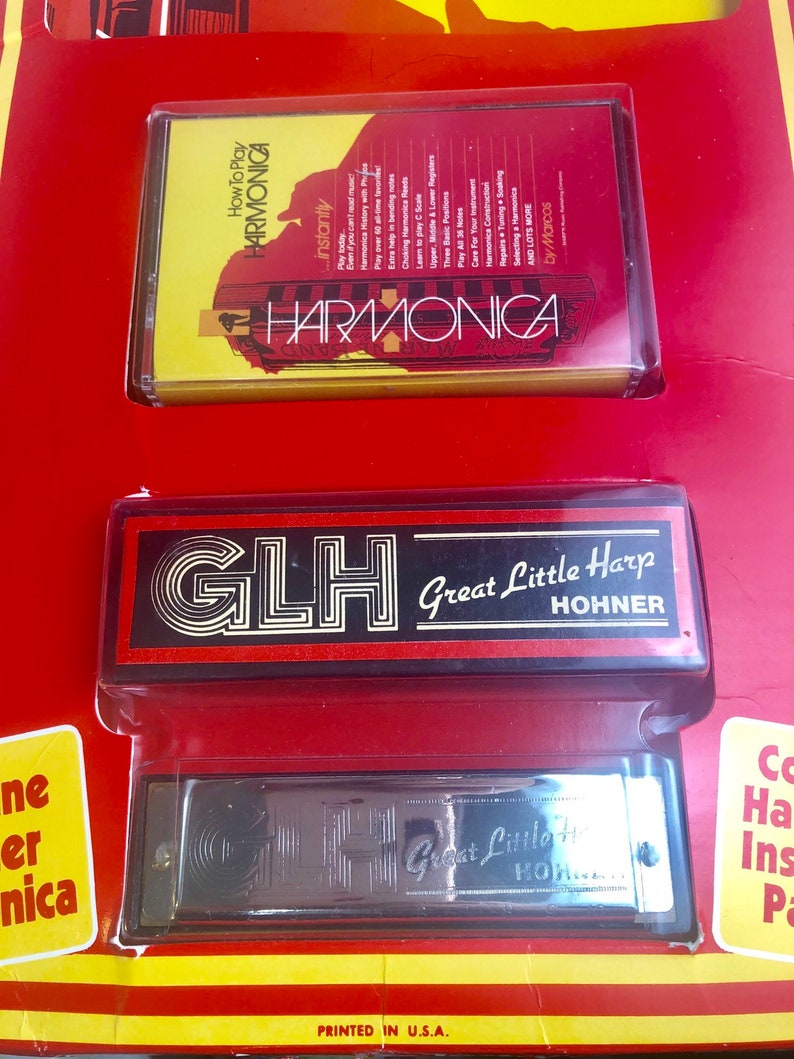 How To Play
HARMONICA
...instantly
Play today...
Even if you can't read music!
Harmonica History with Photos
Play over 60 all-time favorites!
Extra help in bending notes
Choking Harmonica Reeds
Learn to play C Scale
Upper, Middle & Lower Registers
Three Basic Positions
Play All 36 Notes
Care For Your Instrument
Harmonica Construction
Repairs • Tuning • Soaking
Selecting a Harmonica
AND LOTS MORE
by Marcos
HARMONICA
GLH
Great Little Harp
HOHNER
GLH
Great Little H
HOHNER
ine
er
nica
Co
Ha
Ins
Pa
PRINTED IN U.S.A.